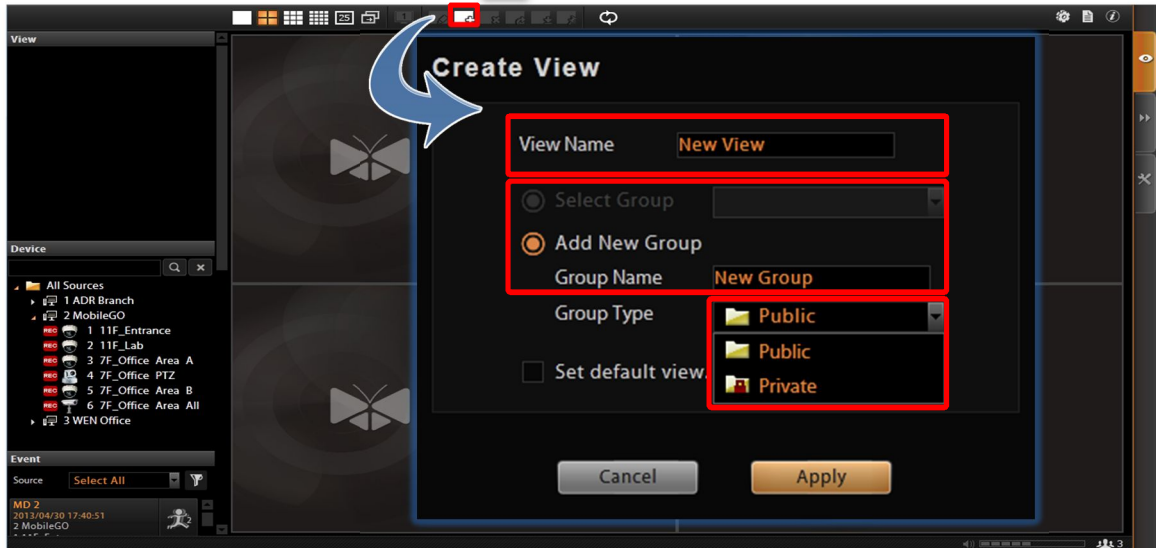 25
1
View
Create View
View Name New View
Select Group
Add New Group
Group Name New Group
Group Type Public
Public
Private
Set default view.
Cancel Apply
Device
All Sources
1 ADR Branch
2 MobileGO
REC 1 11F_Entrance
REC 2 11F_Lab
REC 3 7F_Office Area A
REC 4 7F_Office PTZ
REC 5 7F_Office Area B
REC 6 7F_Office Area All
3 WEN Office
Event
Source Select All
MD 2
2013/04/30 17:40:51
2 MobileGO
2
3